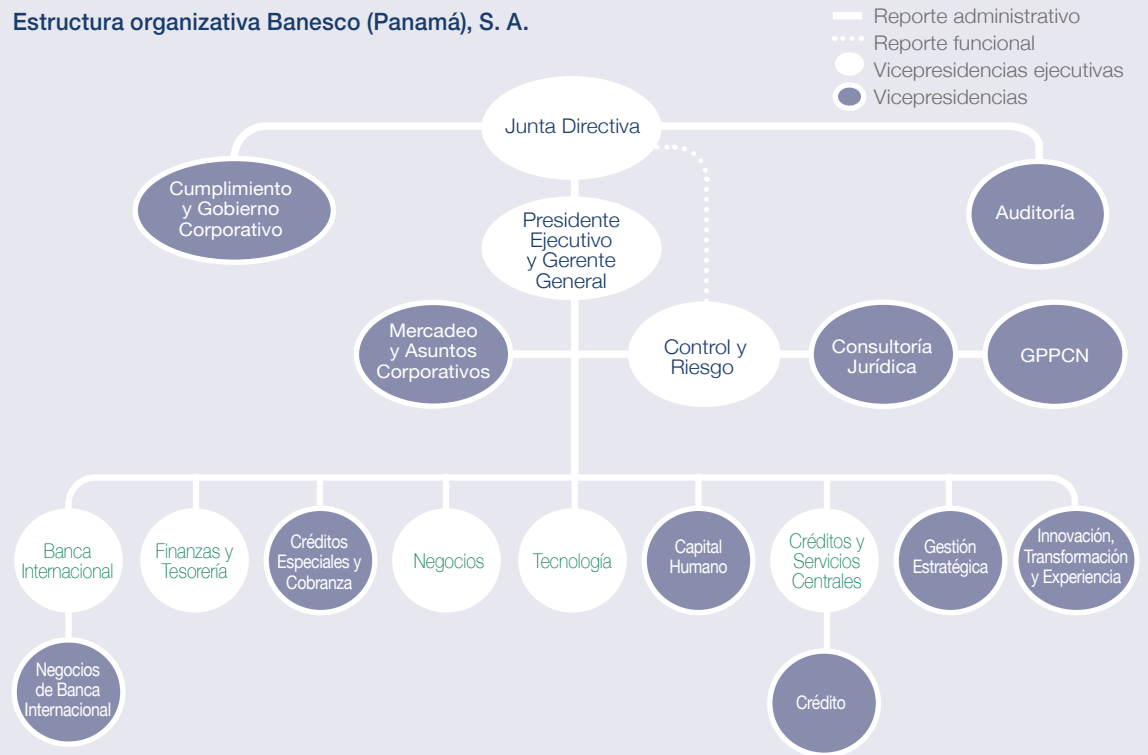 Estructura organizativa Banesco (Panamá), S. A.
Reporte administrativo
Reporte funcional
Vicepresidencias ejecutivas
Vicepresidencias
Junta Directiva
Cumplimiento
y Gobierno
Corporativo
Auditoría
Presidente
Ejecutivo
y Gerente
General
Mercadeo
y Asuntos
Corporativos
Control y
Riesgo
Consultoría
Jurídica
GPPCN
Banca
Internacional
Finanzas y
Tesorería
Créditos
Especiales y
Cobranza
Negocios
Tecnología
Capital
Humano
Créditos y
Servicios
Centrales
Gestión
Estratégica
Innovación,
Transformación
y Experiencia
Negocios
de Banca
Internacional
Crédito